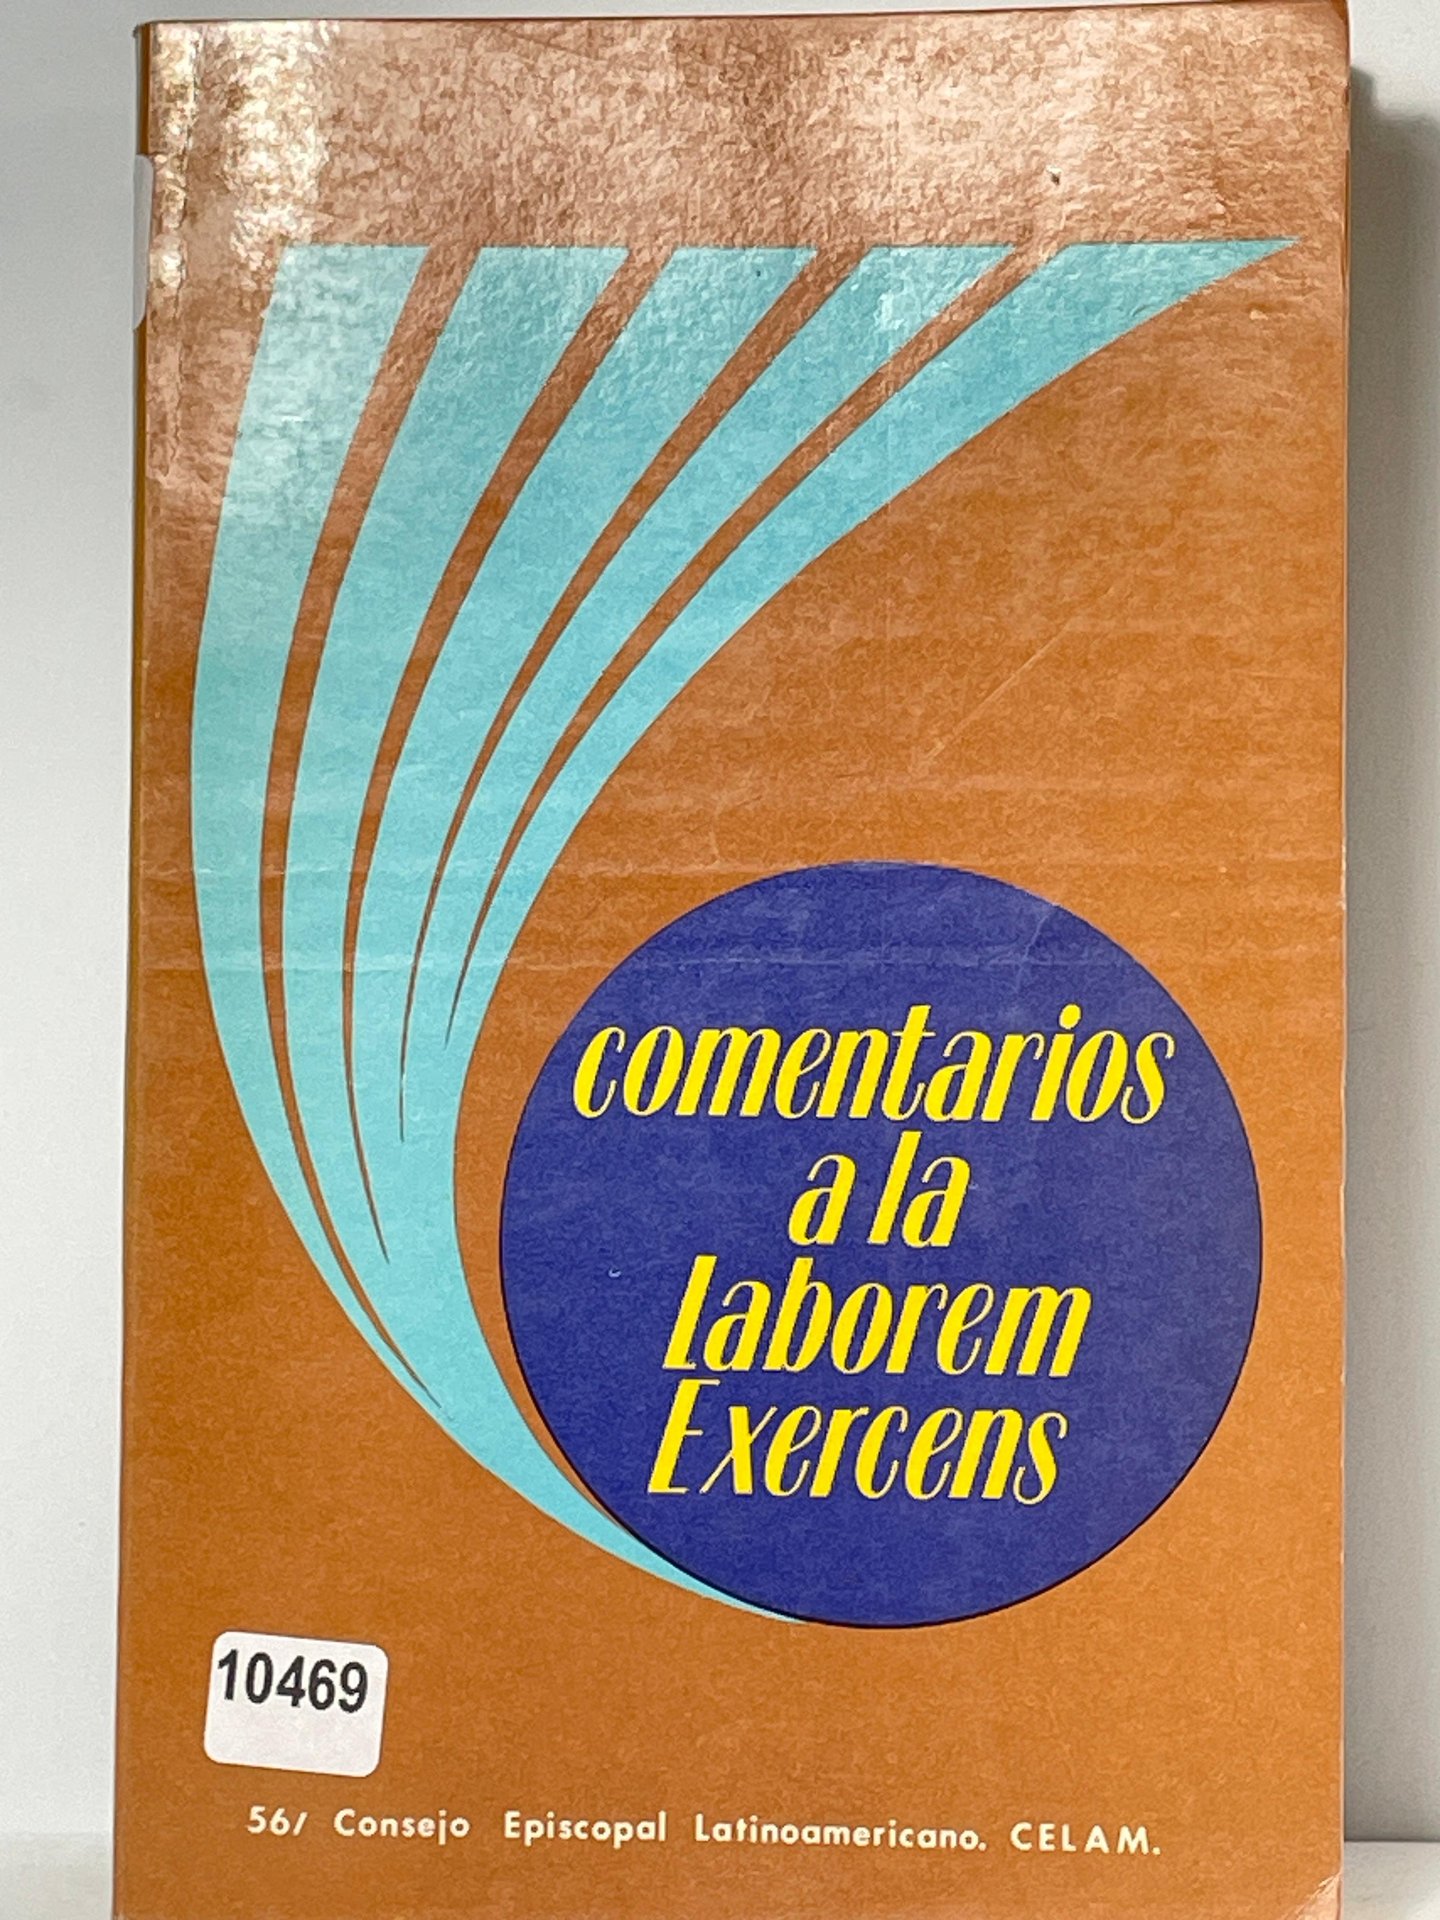 comentarios
a la
Laborem
Exercens
10469
56/ Consejo Episcopal Latinoamericano. CELAM.